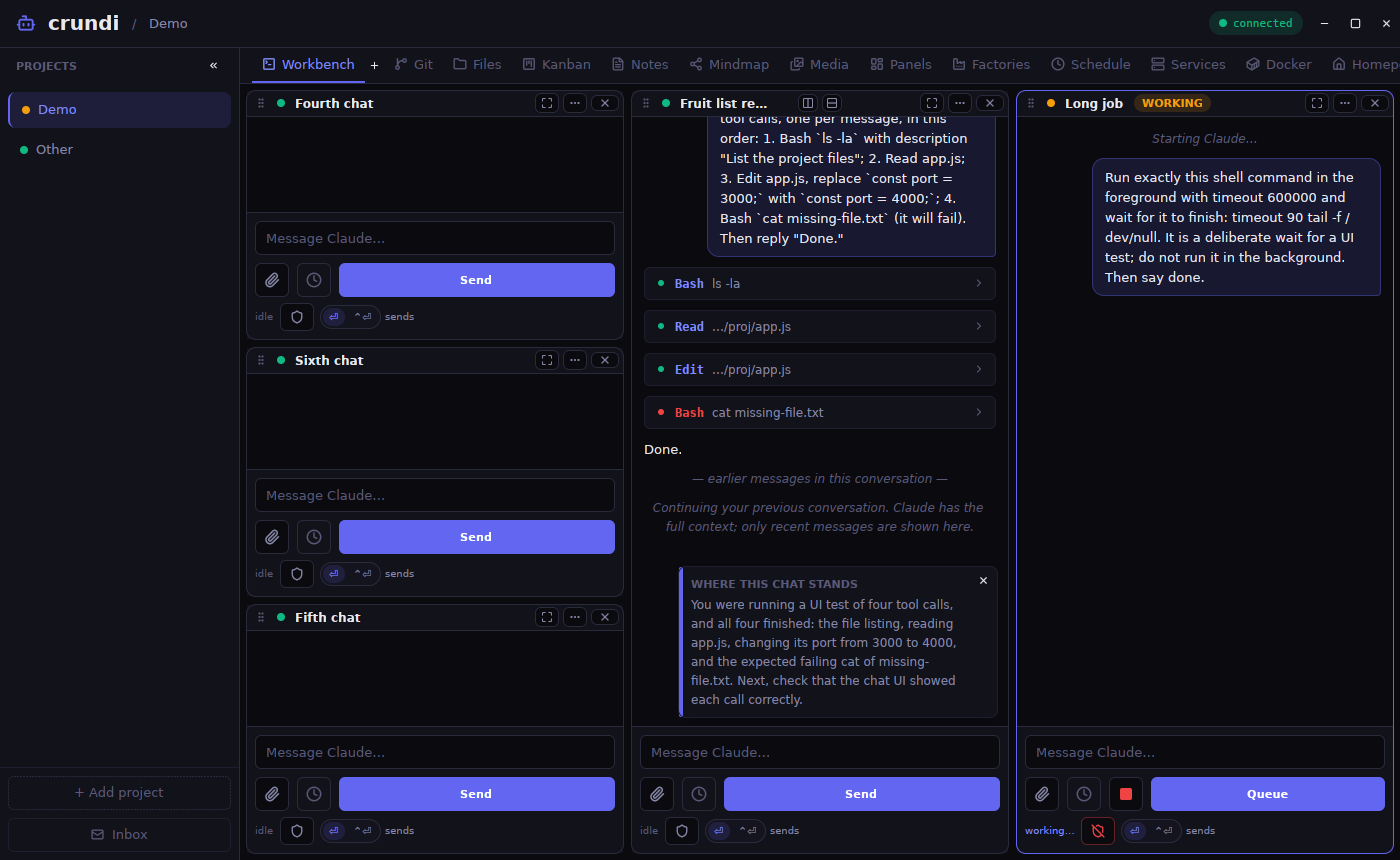 crundi / Demo
connected
PROJECTS «
Demo
Other
+ Add project
Inbox
Workbench + Git Files Kanban Notes Mindmap Media Panels Factories Schedule Services Docker Homep
Fourth chat
Message Claude...
Send
idle sends
Sixth chat
Message Claude...
Send
idle sends
Fifth chat
Message Claude...
Send
idle sends
Fruit list re...
tool calls, one per message, in this
order: 1. Bash `ls -la` with description
"List the project files"; 2. Read app.js;
3. Edit app.js, replace `const port =
3000;` with `const port = 4000;`; 4.
Bash `cat missing-file.txt` (it will fail).
Then reply "Done."
Bash ls -la
Read .../proj/app.js
Edit .../proj/app.js
Bash cat missing-file.txt
Done.
— earlier messages in this conversation —
Continuing your previous conversation. Claude has the
full context; only recent messages are shown here.
WHERE THIS CHAT STANDS
You were running a UI test of four tool calls,
and all four finished: the file listing, reading
app.js, changing its port from 3000 to 4000,
and the expected failing cat of missing-
file.txt. Next, check that the chat UI showed
each call correctly.
Message Claude...
Send
idle sends
Long job WORKING
Starting Claude...
Run exactly this shell command in the
foreground with timeout 600000 and
wait for it to finish: timeout 90 tail -f /
dev/null. It is a deliberate wait for a UI
test; do not run it in the background.
Then say done.
Message Claude...
Queue
working... sends